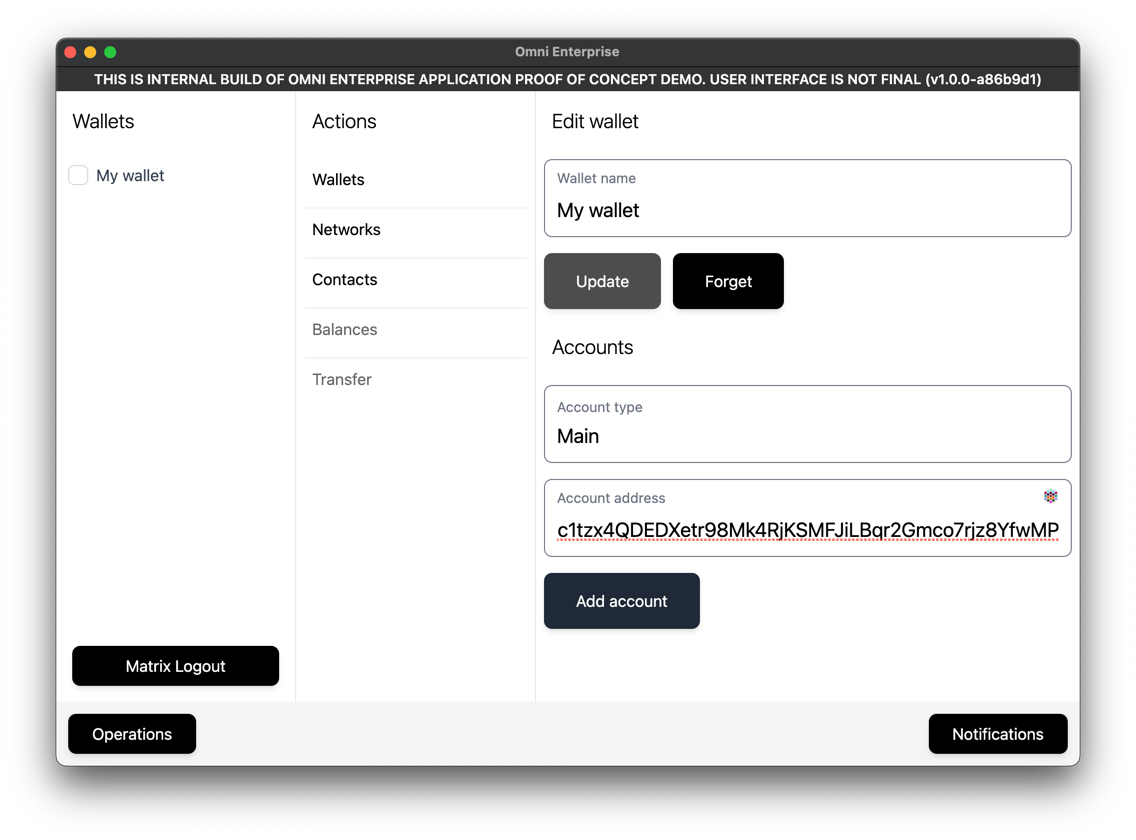 Omni Enterprise
THIS IS INTERNAL BUILD OF OMNI ENTERPRISE APPLICATION PROOF OF CONCEPT DEMO. USER INTERFACE IS NOT FINAL (v1.0.0-a86b9d1)
Wallets
My wallet
Matrix Logout
Actions
Wallets
Networks
Contacts
Balances
Transfer
Edit wallet
Wallet name
My wallet
Update
Forget
Accounts
Account type
Main
Account address
c1tzx4QDEDXetr98Mk4RjKSMFJiLBqr2Gmco7rjz8YfwMP
Add account
Operations
Notifications